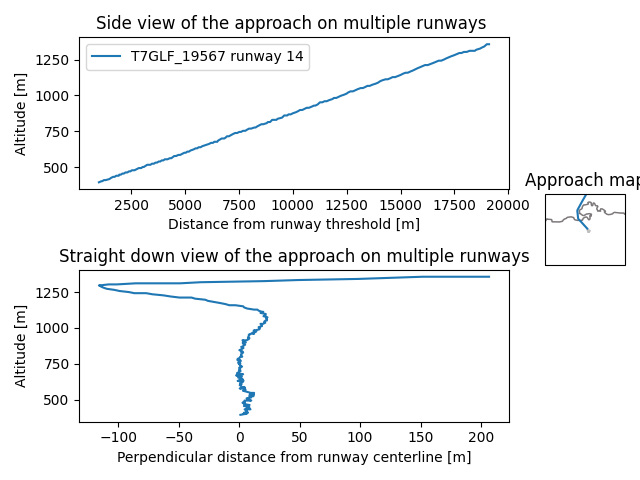 Side view of the approach on multiple runways
T7GLF_19567 runway 14
Altitude [m]
1250
1000
750
500
2500
5000
7500
10000
12500
15000
17500
20000
Distance from runway threshold [m]
Approach map
Straight down view of the approach on multiple runways
Altitude [m]
1250
1000
750
500
−100
−50
0
50
100
150
200
Perpendicular distance from runway centerline [m]